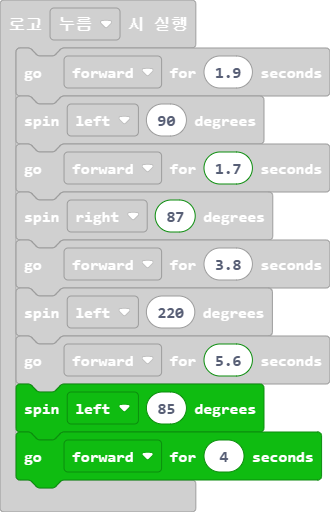 로고 누름 시 실행
go forward for 1.9 seconds
spin left 90 degrees
go forward for 1.7 seconds
spin right 87 degrees
go forward for 3.8 seconds
spin left 220 degrees
go forward for 5.6 seconds
spin left 85 degrees
go forward for 4 seconds